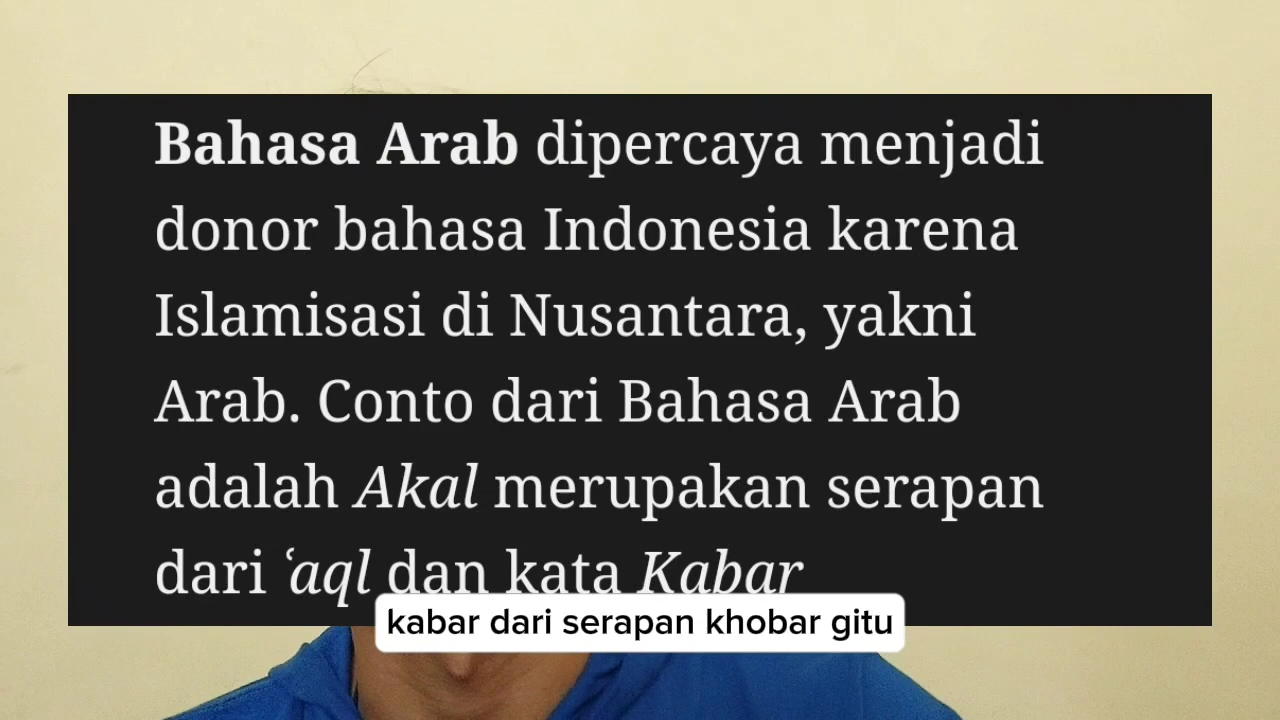 Bahasa Arab dipercaya menjadi
donor bahasa Indonesia karena
Islamisasi di Nusantara, yakni
Arab. Conto dari Bahasa Arab
adalah Akal merupakan serapan
dari ʿaql dan kata Kabar
kabar dari serapan khobar gitu